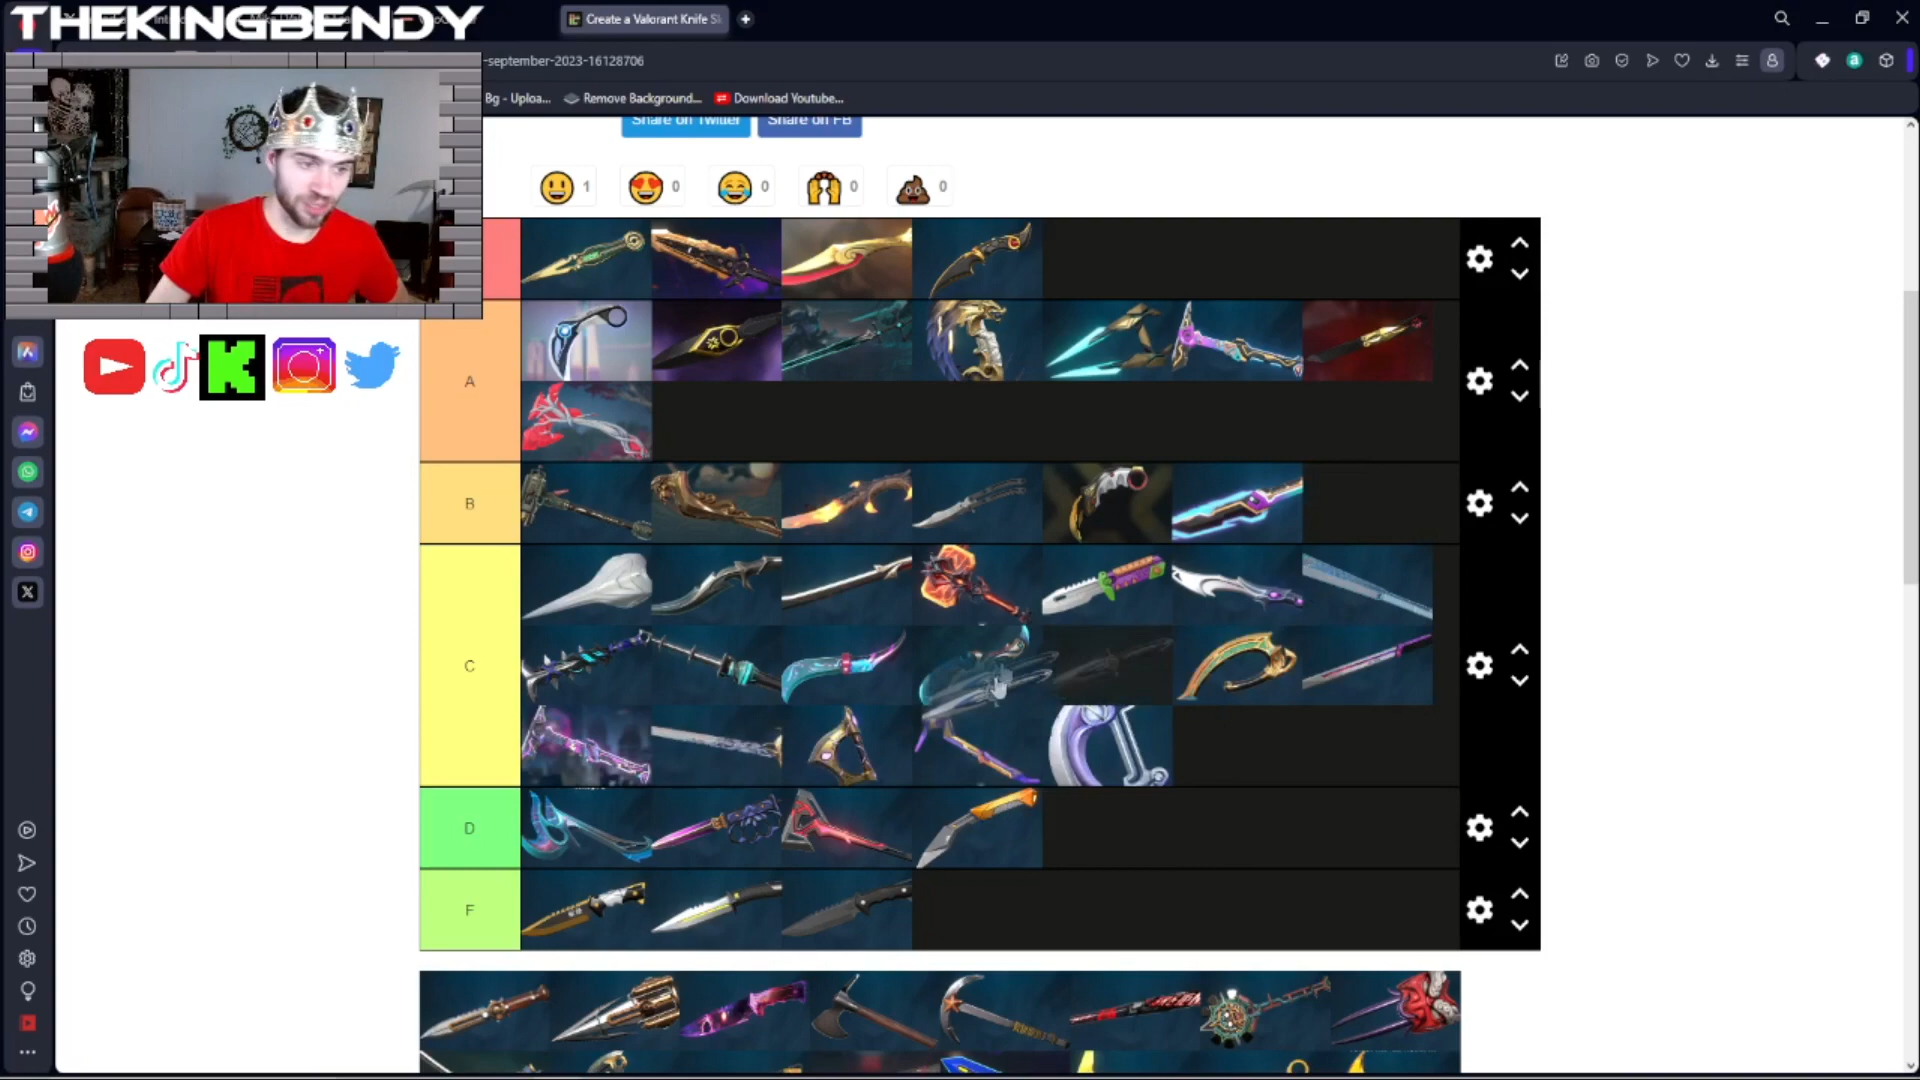 THEKINGBENDY
Create a Valorant Knife Sk
-september-2023-16128706
Bg - Uploa...
Remove Background...
Download Youtube...
Share on Twitter
Share on FB
1
0
0
0
0
A
B
C
D
F